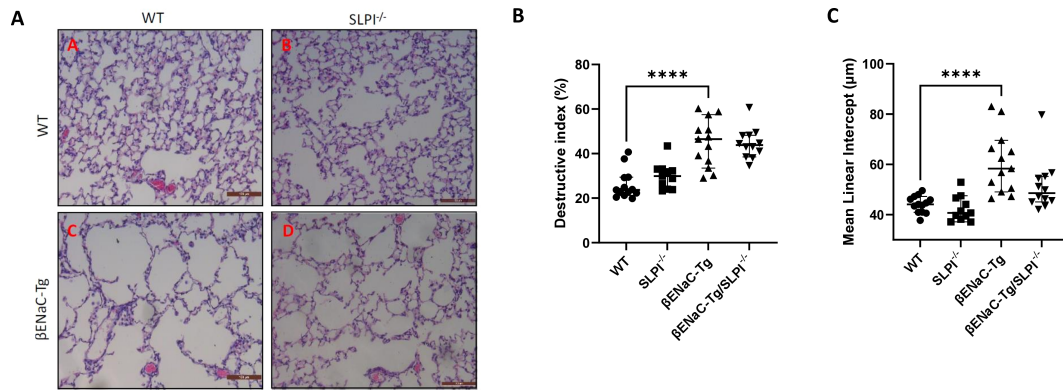 A
WT
SLPI-/-
WT
βENaC-Tg
A
B
C
D
B
Destructive index (%)
80
60
40
20
0
****
WT
SLPI-/-
βENaC-Tg
βENaC-Tg/SLPI-/-
C
Mean Linear Intercept (μm)
100
80
60
40
****
WT
SLPI-/-
βENaC-Tg
βENaC-Tg/SLPI-/-